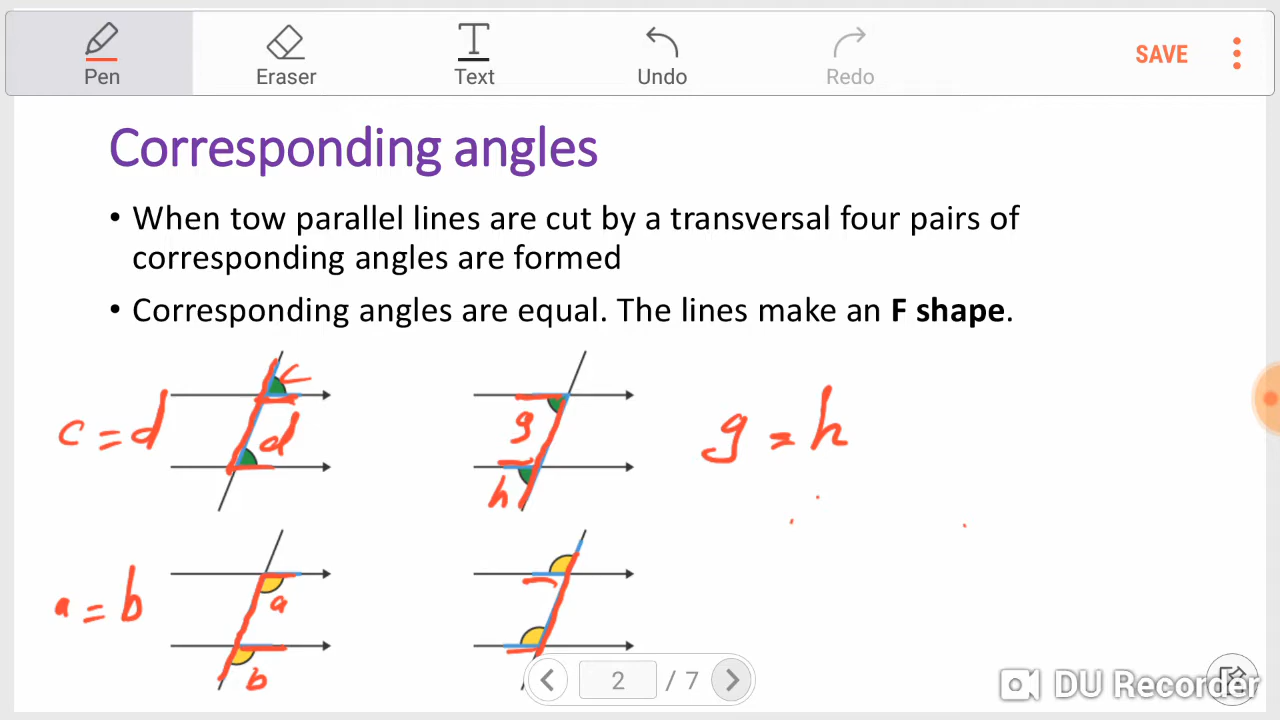 Pen Eraser Text Undo Redo SAVE
Corresponding angles
• When tow parallel lines are cut by a transversal four pairs of
corresponding angles are formed
• Corresponding angles are equal. The lines make an F shape.
c
c = d
d
g
g = h
h
a = b
a
b
2 / 7
DU Recorder